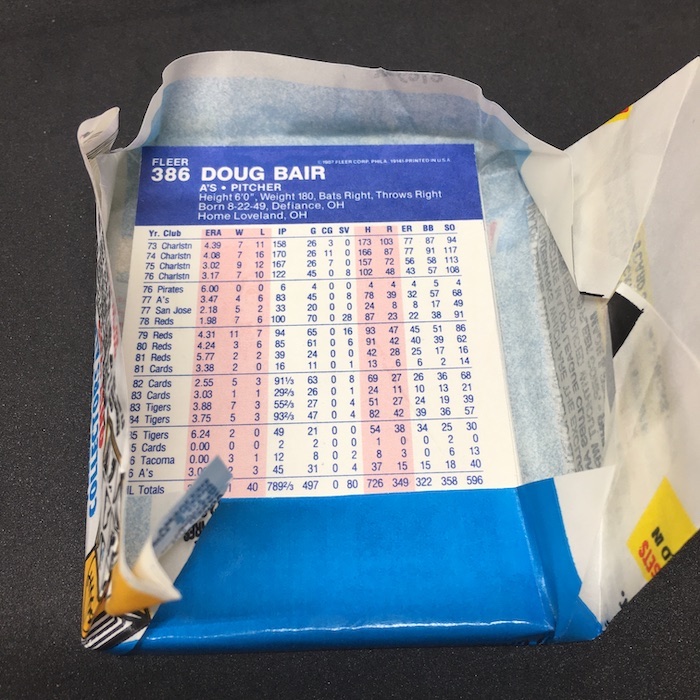 FLEER
386 DOUG BAIR
© 1987 FLEER CORP. PHILA. 19141-PRINTED IN U.S.A.
A'S • PITCHER
Height 6'0", Weight 180, Bats Right, Throws Right
Born 8-22-49, Defiance, OH
Home Loveland, OH
Yr. Club ERA W L IP G CG SV H R ER BB SO
73 Charlstn 4.39 7 11 158 26 3 0 173 103 77 87 94
74 Charlstn 4.08 7 16 170 26 11 0 166 87 77 91 117
75 Charlstn 3.02 9 12 167 26 7 0 157 72 56 58 113
76 Charlstn 3.17 7 10 122 45 0 8 102 48 43 57 108
76 Pirates 6.00 0 0 6 4 0 0 4 4 4 5 4
77 A's 3.47 4 6 83 45 0 8 78 39 32 57 68
77 San Jose 2.18 5 2 33 20 0 0 24 8 8 17 49
78 Reds 1.98 7 6 100 70 0 28 87 23 22 38 91
79 Reds 4.31 11 7 94 65 0 16 93 47 45 51 86
80 Reds 4.24 3 6 85 61 0 6 91 42 40 39 62
81 Reds 5.77 2 2 39 24 0 0 42 28 25 17 16
81 Cards 3.38 2 0 16 11 0 1 13 6 6 2 14
82 Cards 2.55 5 3 91⅓ 63 0 8 69 27 26 36 68
83 Cards 3.03 1 1 29⅔ 26 0 1 24 11 10 13 21
83 Tigers 3.88 7 3 55⅔ 27 0 4 51 27 24 19 39
84 Tigers 3.75 5 3 93⅔ 47 0 4 82 42 39 36 57
85 Tigers 6.24 2 0 49 21 0 0 54 38 34 25 30
5 Cards 0.00 0 0 2 2 0 0 1 0 0 2 0
6 Tacoma 0.00 3 1 12 8 0 2 8 3 0 6 13
6 A's 3.0 2 3 45 31 0 4 37 15 15 18 40
L Totals 1 40 789⅔ 497 0 80 726 349 322 358 596
SETS